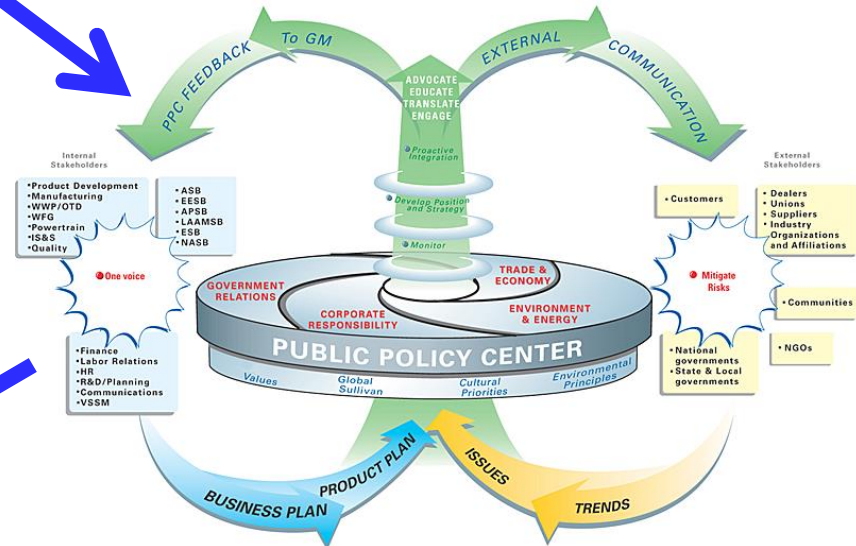 PPC FEEDBACK
To GM
EXTERNAL
COMMUNICATION
ADVOCATE
EDUCATE
TRANSLATE
ENGAGE
Proactive
Integration
Develop Position
and Strategy
Monitor
Internal
Stakeholders
•Product Development
•Manufacturing
•WWP/OTD
•WFG
•Powertrain
•IS&S
•Quality
•ASB
•EESB
•APSB
•LAAMSB
•ESB
•NASB
One voice
•Finance
•Labor Relations
•HR
•R&D/Planning
•Communications
•VSSM
External
Stakeholders
•Customers
•Dealers
•Unions
•Suppliers
•Industry
Organizations
and Affiliations
Mitigate
Risks
•Communities
•NGOs
•National
governments
•State & Local
governments
GOVERNMENT
RELATIONS
CORPORATE
RESPONSIBILITY
TRADE &
ECONOMY
ENVIRONMENT
& ENERGY
PUBLIC POLICY CENTER
Values
Global
Sullivan
Cultural
Priorities
Environmental
Principles
BUSINESS PLAN
PRODUCT PLAN
ISSUES
TRENDS